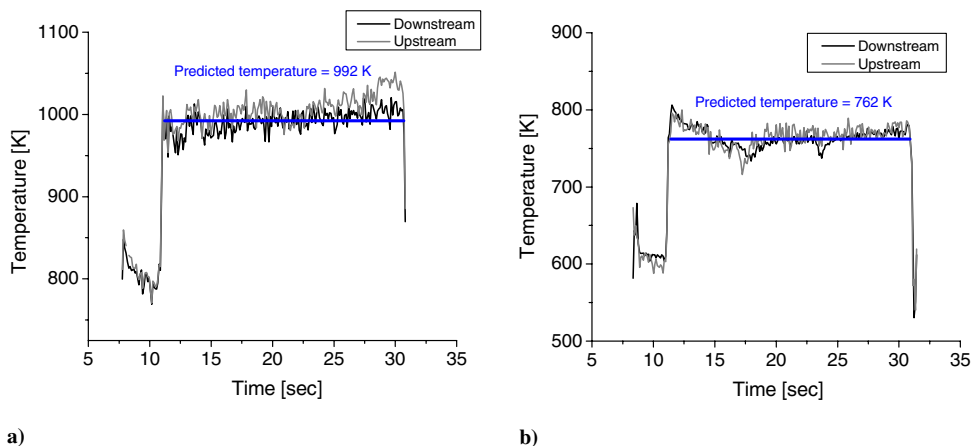 Downstream
Upstream
Predicted temperature = 992 K
Temperature [K]
1100
1000
900
800
5 10 15 20 25 30 35
Time [sec]
a)
Downstream
Upstream
Predicted temperature = 762 K
Temperature [K]
900
800
700
600
500
5 10 15 20 25 30 35
Time [sec]
b)